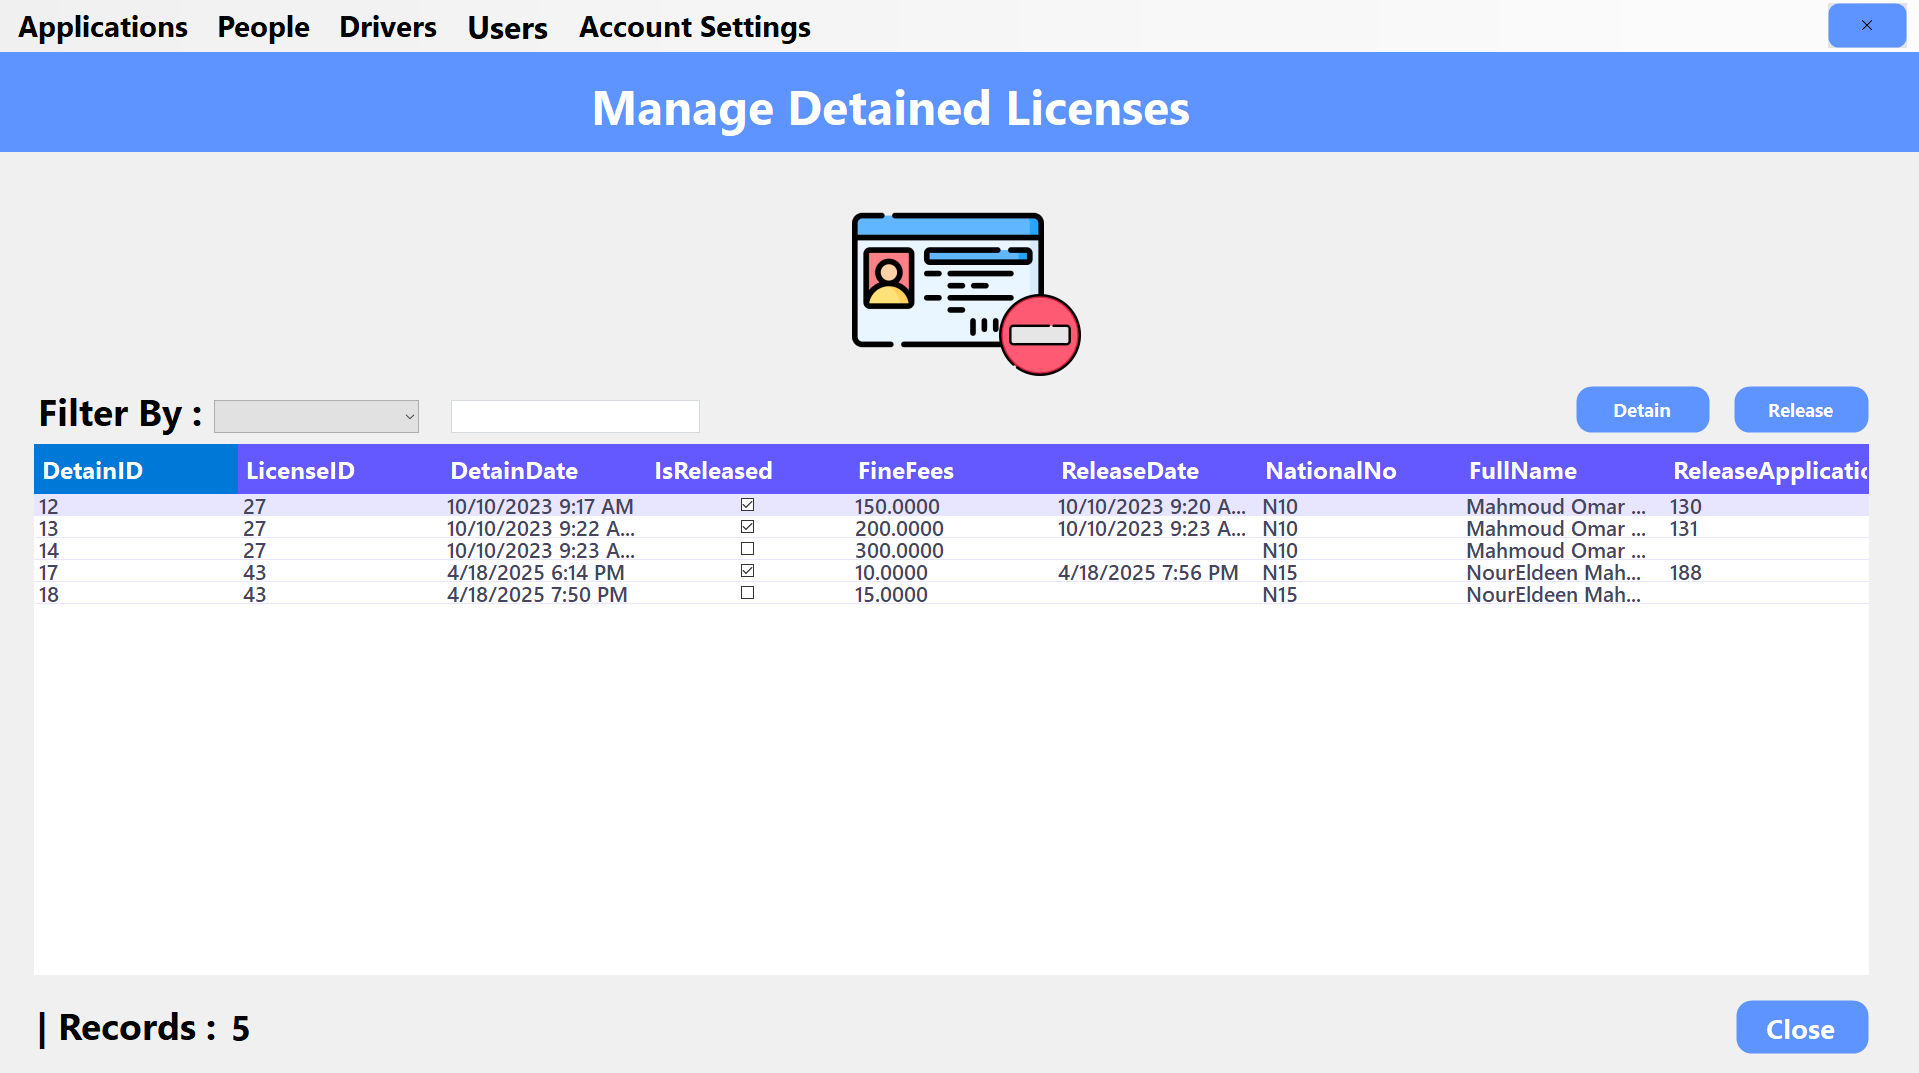 Applications People Drivers Users Account Settings
Manage Detained Licenses
Filter By : Detain Release
DetainID LicenseID DetainDate IsReleased FineFees ReleaseDate NationalNo FullName ReleaseApplicatic
12 27 10/10/2023 9:17 AM 150.0000 10/10/2023 9:20 A... N10 Mahmoud Omar ... 130
13 27 10/10/2023 9:22 A... 200.0000 10/10/2023 9:23 A... N10 Mahmoud Omar ... 131
14 27 10/10/2023 9:23 A... 300.0000 N10 Mahmoud Omar ...
17 43 4/18/2025 6:14 PM 10.0000 4/18/2025 7:56 PM N15 NourEldeen Mah... 188
18 43 4/18/2025 7:50 PM 15.0000 N15 NourEldeen Mah...
| Records : 5 Close